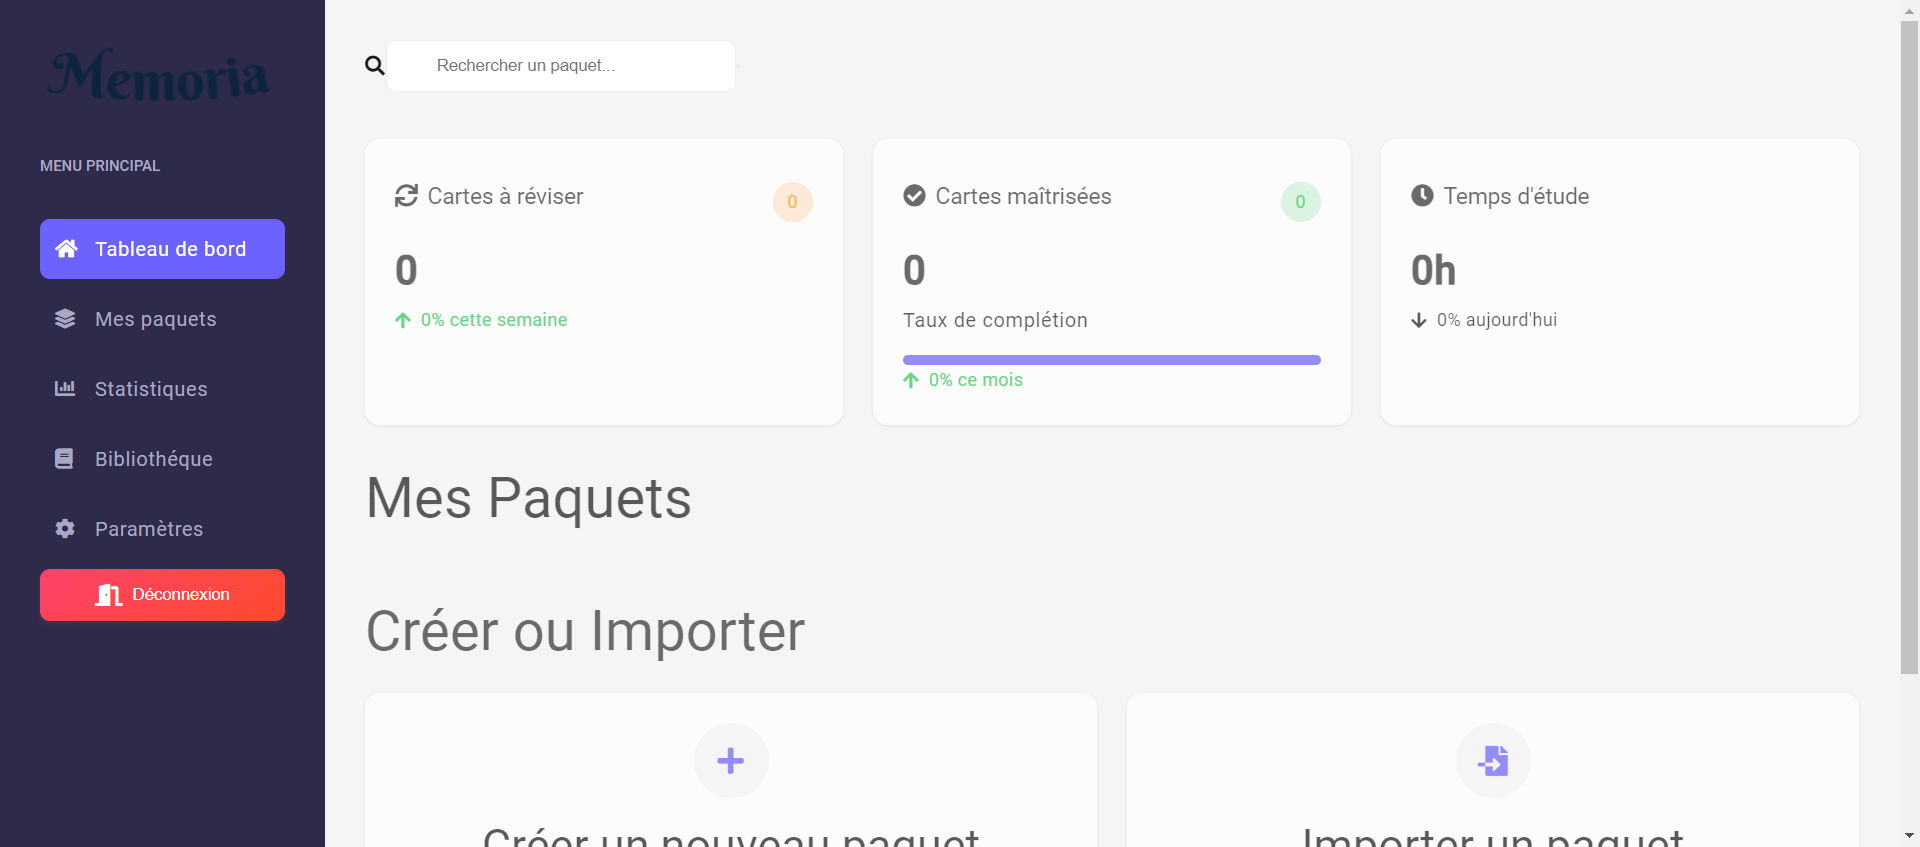 Memoria
MENU PRINCIPAL
Tableau de bord
Mes paquets
Statistiques
Bibliothéque
Paramètres
Déconnexion
Rechercher un paquet...
Cartes à réviser
0
0
0% cette semaine
Cartes maîtrisées
0
0
Taux de complétion
0% ce mois
Temps d'étude
0h
0% aujourd'hui
Mes Paquets
Créer ou Importer
Créer un nouveau paquet
Importer un paquet